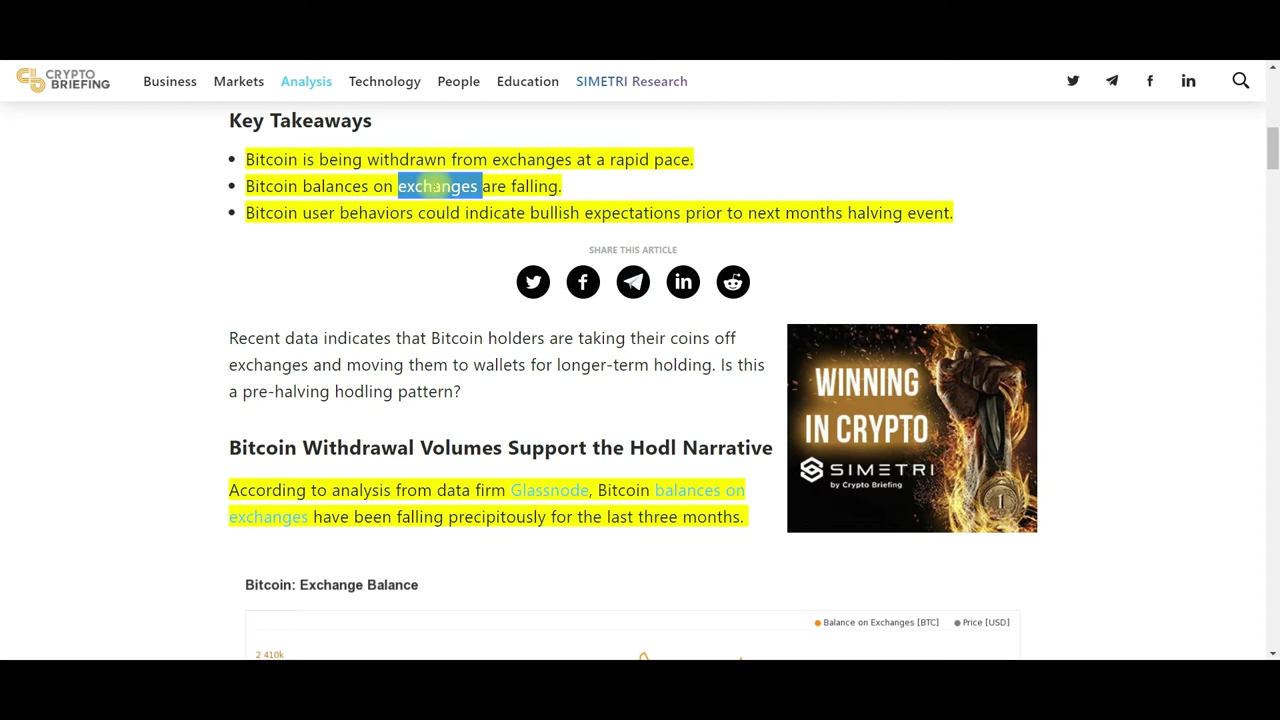 CRYPTO
BRIEFING
Business Markets Analysis Technology People Education SIMETRI Research
Key Takeaways
Bitcoin is being withdrawn from exchanges at a rapid pace.
Bitcoin balances on exchanges are falling.
Bitcoin user behaviors could indicate bullish expectations prior to next months halving event.
SHARE THIS ARTICLE
Recent data indicates that Bitcoin holders are taking their coins off
exchanges and moving them to wallets for longer-term holding. Is this
a pre-halving hodling pattern?
WINNING
IN CRYPTO
SIMETRI
by Crypto Briefing
1
Bitcoin Withdrawal Volumes Support the Hodl Narrative
According to analysis from data firm Glassnode, Bitcoin balances on
exchanges have been falling precipitously for the last three months.
Bitcoin: Exchange Balance
Balance on Exchanges [BTC] Price [USD]
2 410k